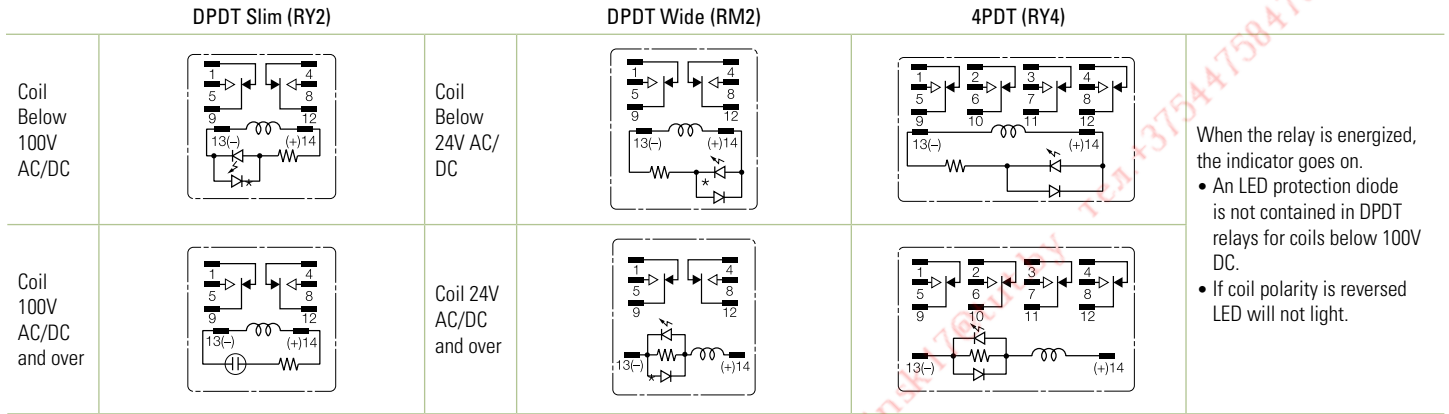 DPDT Slim (RY2)
DPDT Wide (RM2)
4PDT (RY4)
Coil
Below
100V
AC/DC
1
4
5
8
9
12
13(–)
(+)14
*
Coil
Below
24V AC/
DC
1
4
5
8
9
12
13(–)
(+)14
*
1
2
3
4
5
6
7
8
9
10
11
12
13(–)
(+)14
When the relay is energized,
the indicator goes on.
• An LED protection diode
is not contained in DPDT
relays for coils below 100V
DC.
• If coil polarity is reversed
LED will not light.
Coil
100V
AC/DC
and over
1
4
5
8
9
12
13(–)
(+)14
Coil 24V
AC/DC
and over
1
4
5
8
9
12
13(–)
(+)14
*
1
2
3
4
5
6
7
8
9
10
11
12
13(–)
(+)14